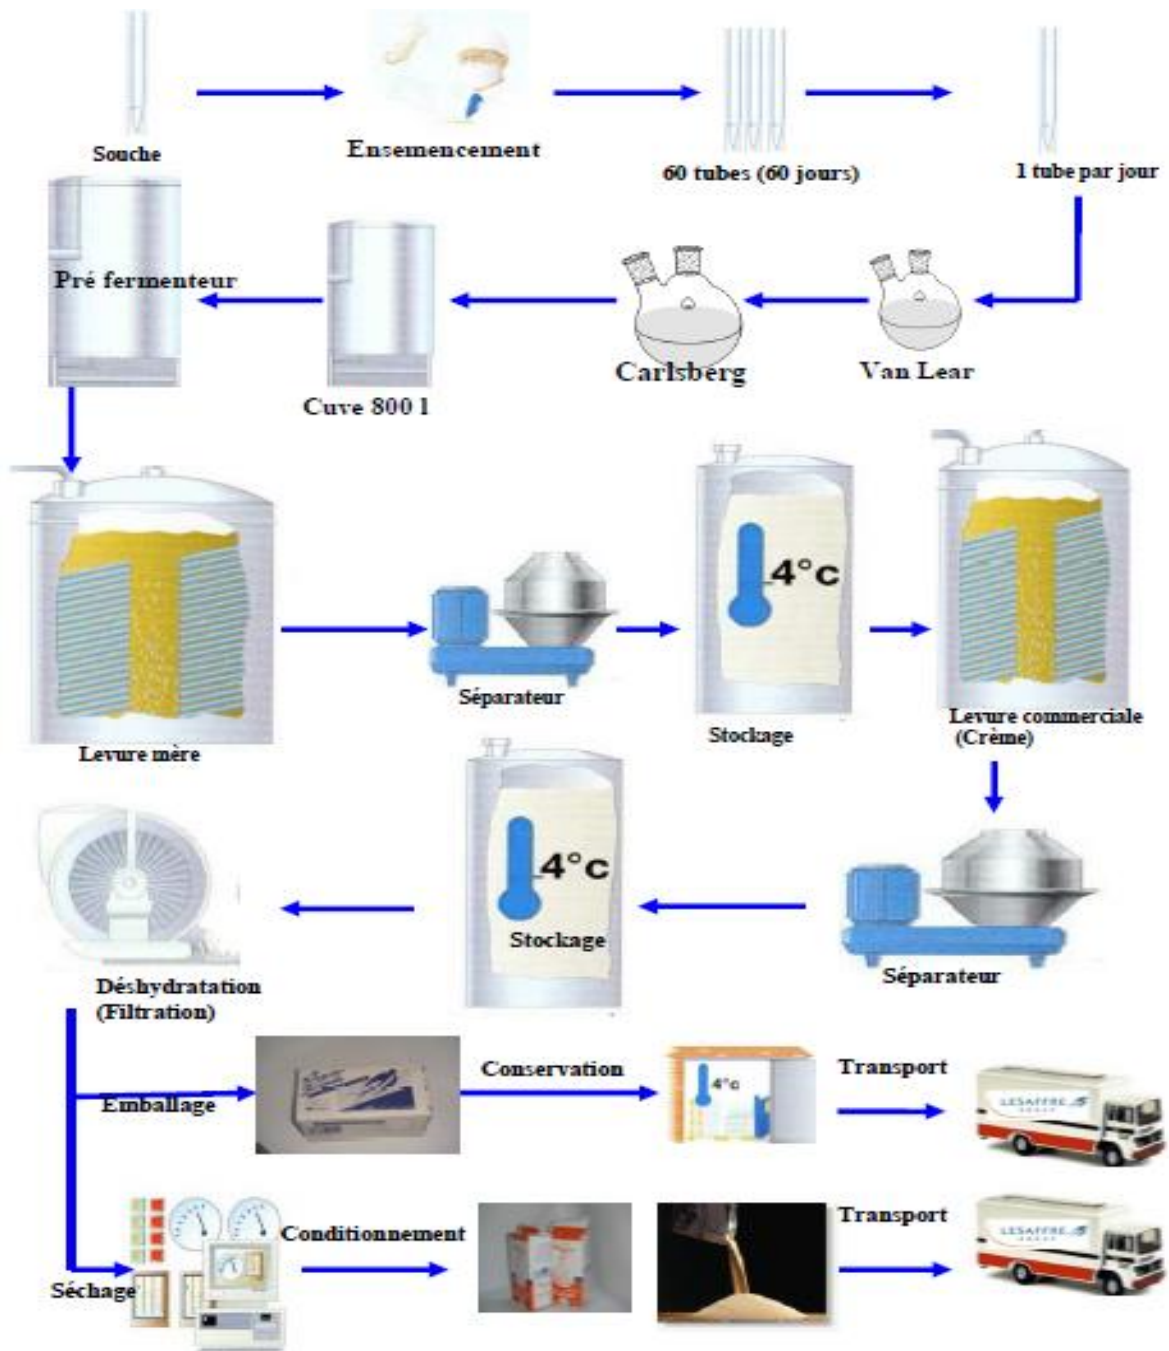 Souche
Ensemencement
60 tubes (60 jours)
1 tube par jour
Pré fermenteur
Cuve 800 l
Carlsberg
Van Lear
Levure mère
Séparateur
4°c
Stockage
Levure commerciale
(Crème)
Déshydratation
(Filtration)
4°c
Stockage
Séparateur
Emballage
Conservation
4°c
Transport
LESAFFRE
Séchage
Conditionnement
Transport
LESAFFRE